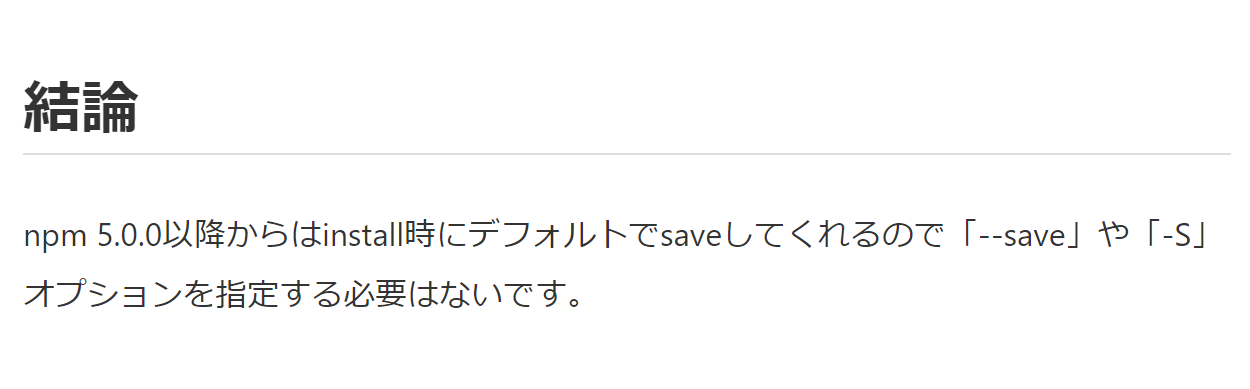 結論
npm 5.0.0以降からはinstall時にデフォルトでsaveしてくれるので「--save」や「-S」
オプションを指定する必要はないです。